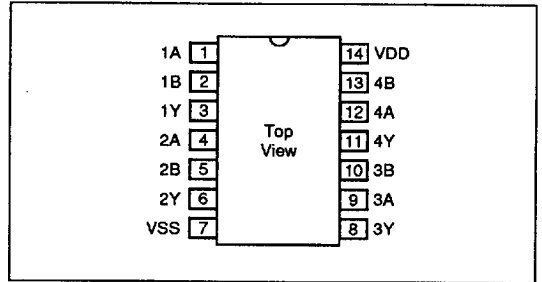 1A 1 14 VDD
1B 2 13 4B
1Y 3 12 4A
2A 4 Top View 11 4Y
2B 5 10 3B
2Y 6 9 3A
VSS 7 8 3Y